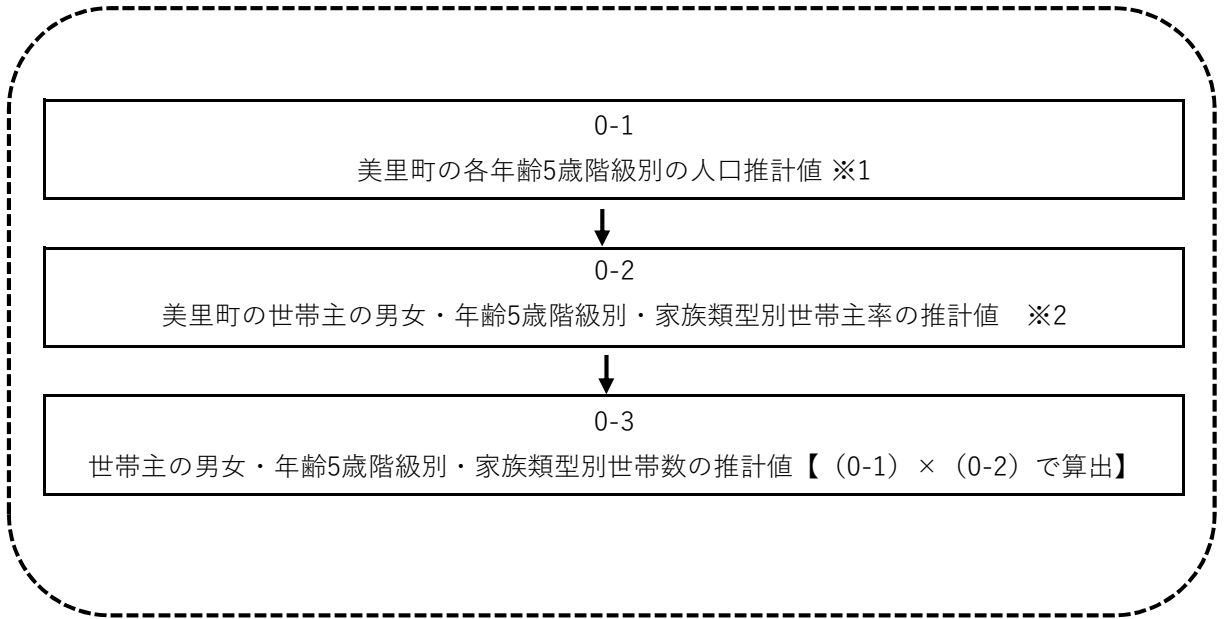 0-1
美里町の各年齢5歳階級別の人口推計値 ※1
0-2
美里町の世帯主の男女・年齢5歳階級別・家族類型別世帯主率の推計値　※2
0-3
世帯主の男女・年齢5歳階級別・家族類型別世帯数の推計値【（0-1）×（0-2）で算出】